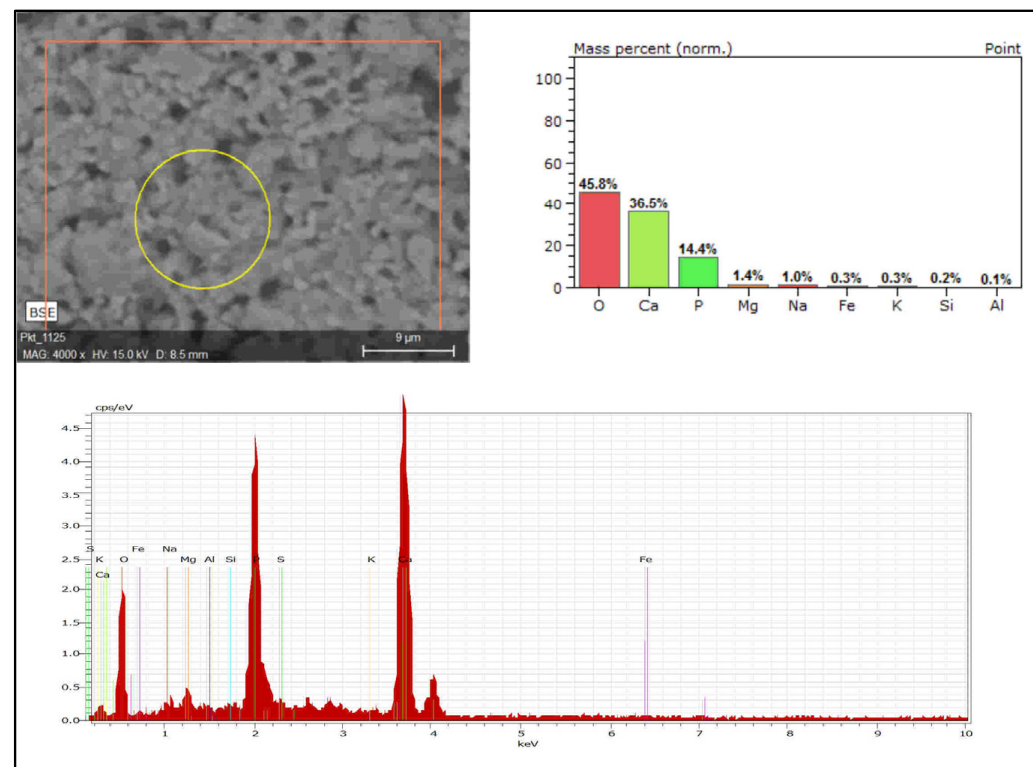 BSE
Pkt_1125
MAG: 4000 x HV: 15.0 kV D: 8.5 mm
9 µm
Mass percent (norm.) Point
100
80
60
40
20
0
45.8%
36.5%
14.4%
1.4%
1.0%
0.3%
0.3%
0.2%
0.1%
O Ca P Mg Na Fe K Si Al
cps/eV
4.5
4.0
3.5
3.0
2.5
2.0
1.5
1.0
0.5
0.0
S Fe Na
K O Mg Al Si P S K Ca Fe
Ca
1 2 3 4 5 6 7 8 9 10
keV